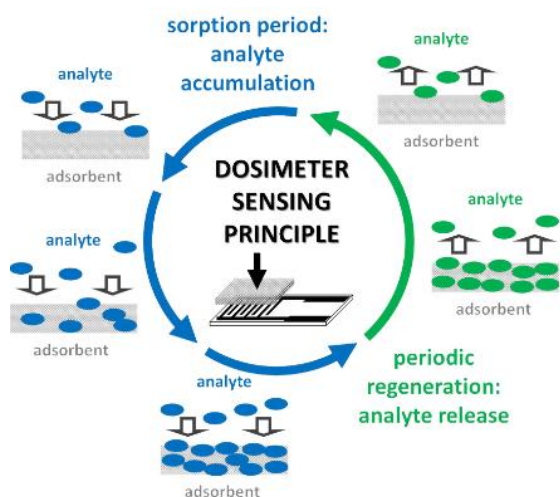 sorption period:
analyte
accumulation
analyte
adsorbent
analyte
adsorbent
DOSIMETER
SENSING
PRINCIPLE
analyte
adsorbent
analyte
adsorbent
analyte
adsorbent
periodic
regeneration:
analyte release